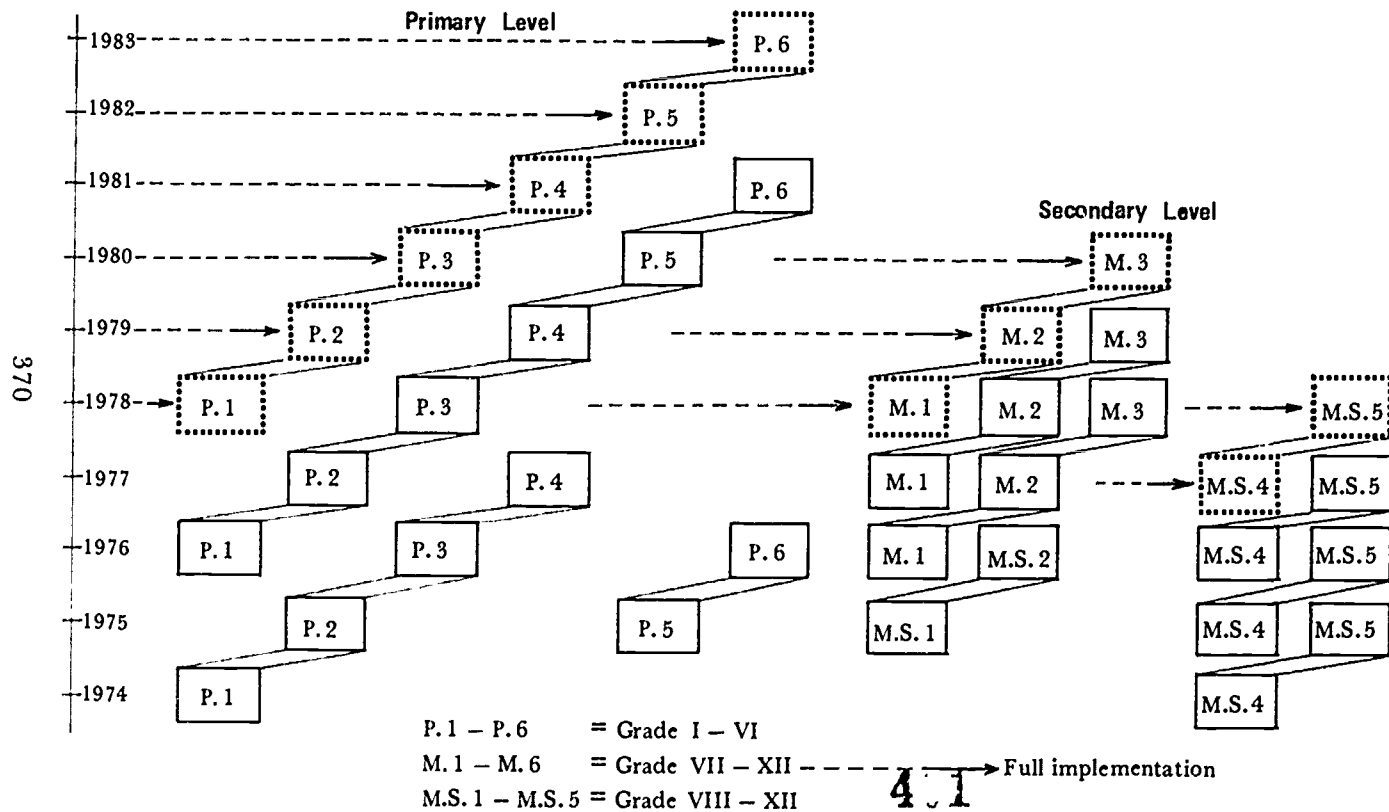 Primary Level
1983
P.6
1982
P.5
1981
P.4
P.6
Secondary Level
1980
P.3
P.5
M.3
1979
P.2
P.4
M.2
M.3
370
1978
P.1
P.3
M.1
M.2
M.3
M.S.5
1977
P.2
P.4
M.1
M.2
M.S.4
M.S.5
1976
P.1
P.3
P.6
M.1
M.S.2
M.S.4
M.S.5
1975
P.2
P.5
M.S.1
M.S.4
M.S.5
1974
P.1
M.S.4
P.1 – P.6 = Grade I – VI
M.1 – M.6 = Grade VII – XII
Full implementation
M.S.1 – M.S.5 = Grade VIII – XII